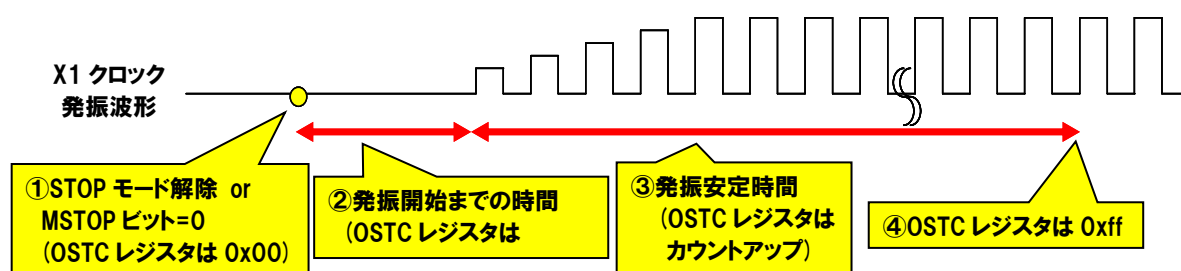 X1 クロック
発振波形
①STOP モード解除 or
MSTOP ビット=0
(OSTC レジスタは 0x00)
②発振開始までの時間
(OSTC レジスタは
③発振安定時間
(OSTC レジスタは
カウントアップ)
④OSTC レジスタは 0xff